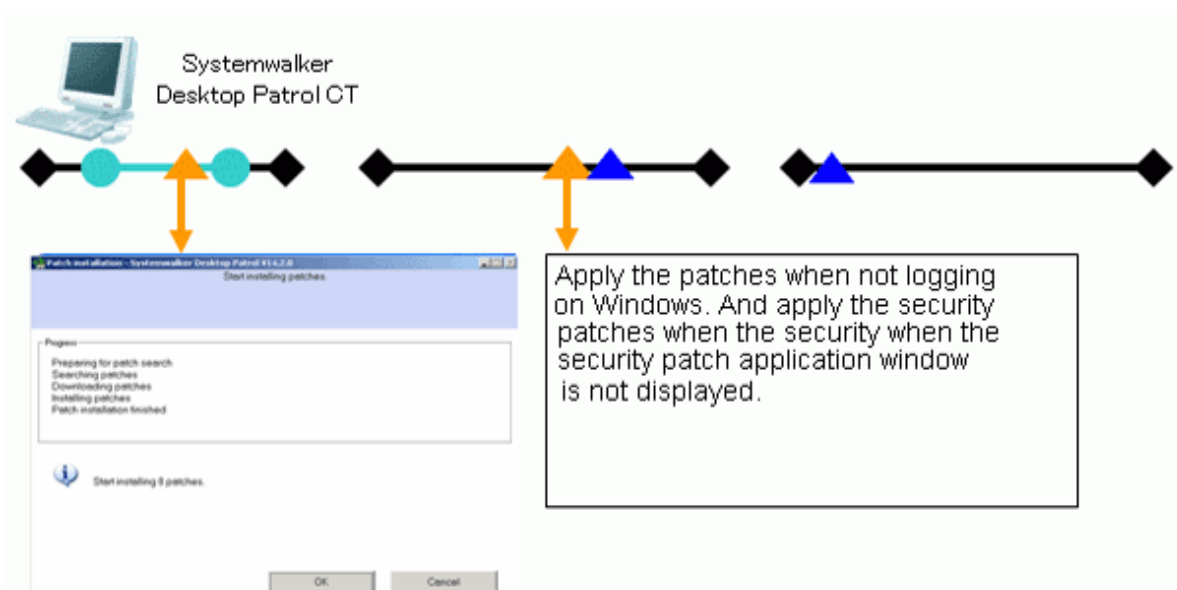 Systemwalker
Desktop Patrol CT
Patch installation - Systemwalker Desktop Patrol V14.2.0
Start installing patches.
Progress
Preparing for patch search
Searching patches
Downloading patches
Installing patches
Patch installation finished
Start installing 8 patches.
OK
Cancel
Apply the patches when not logging
on Windows. And apply the security
patches when the security when the
security patch application window
is not displayed.